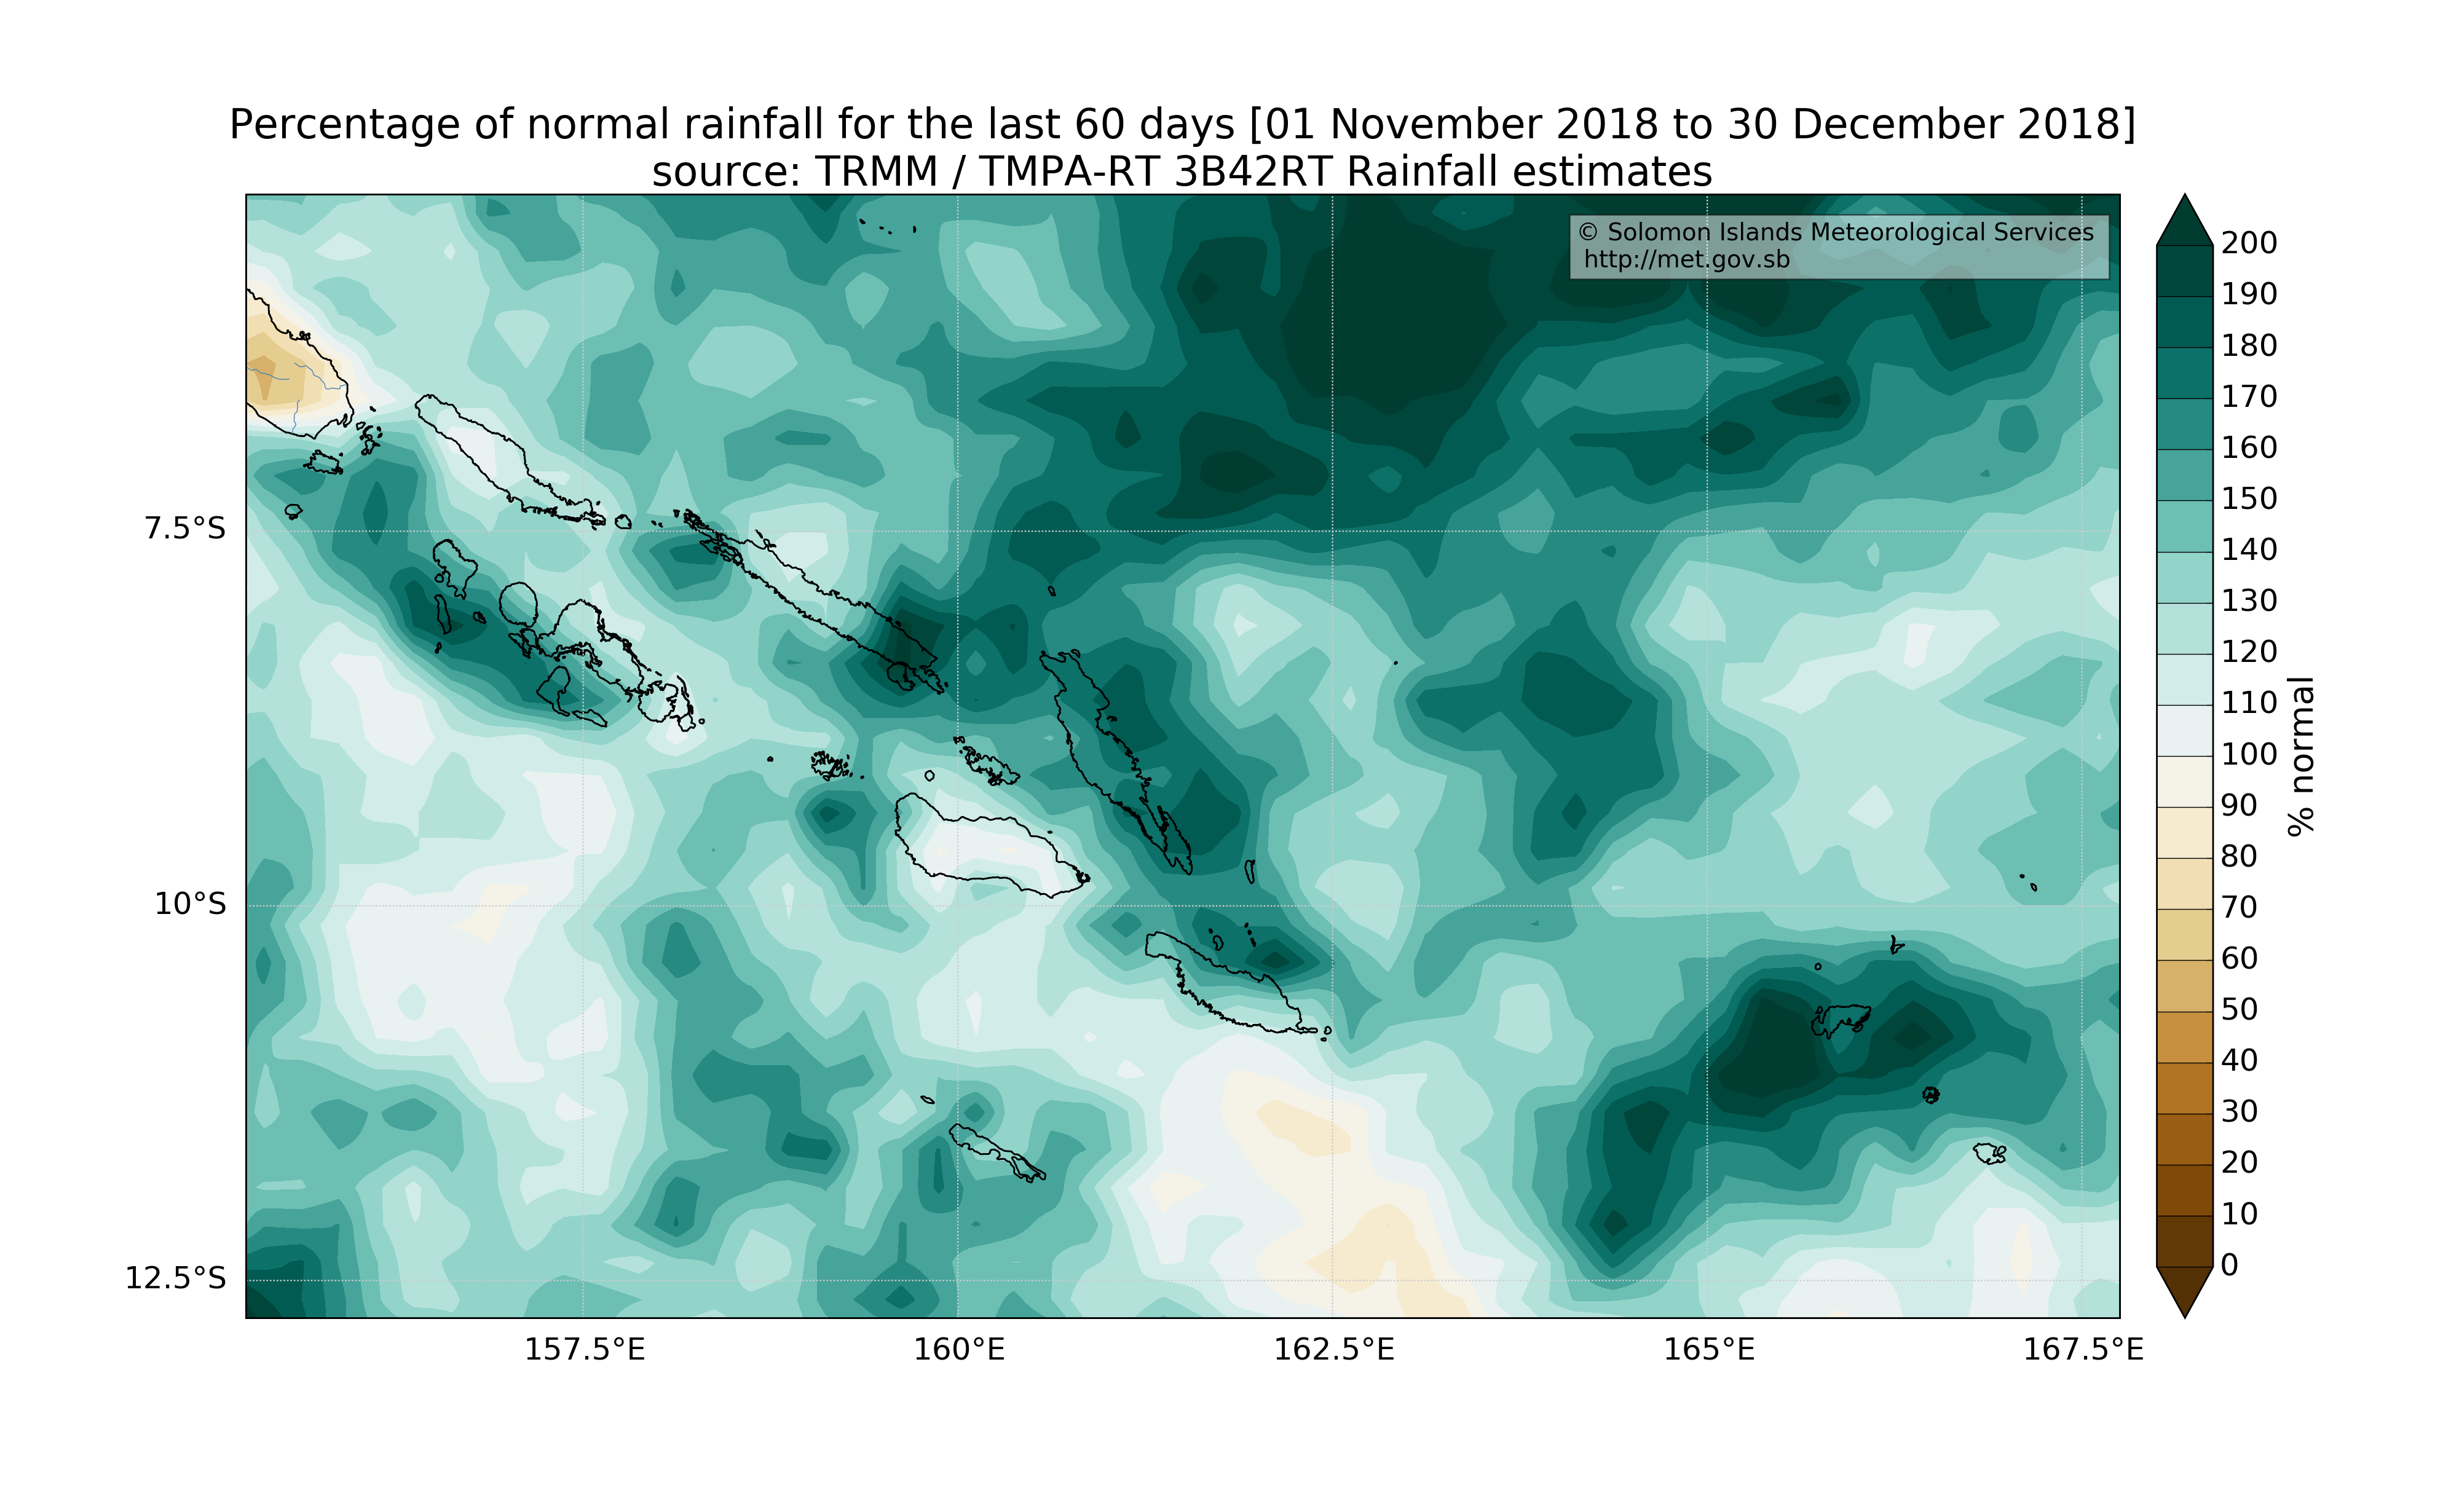 Percentage of normal rainfall for the last 60 days [01 November 2018 to 30 December 2018]
source: TRMM / TMPA-RT 3B42RT Rainfall estimates
© Solomon Islands Meteorological Services
http://met.gov.sb
7.5°S
10°S
12.5°S
157.5°E
160°E
162.5°E
165°E
167.5°E
200
190
180
170
160
150
140
130
120
110
100
90
80
70
60
50
40
30
20
10
0
% normal